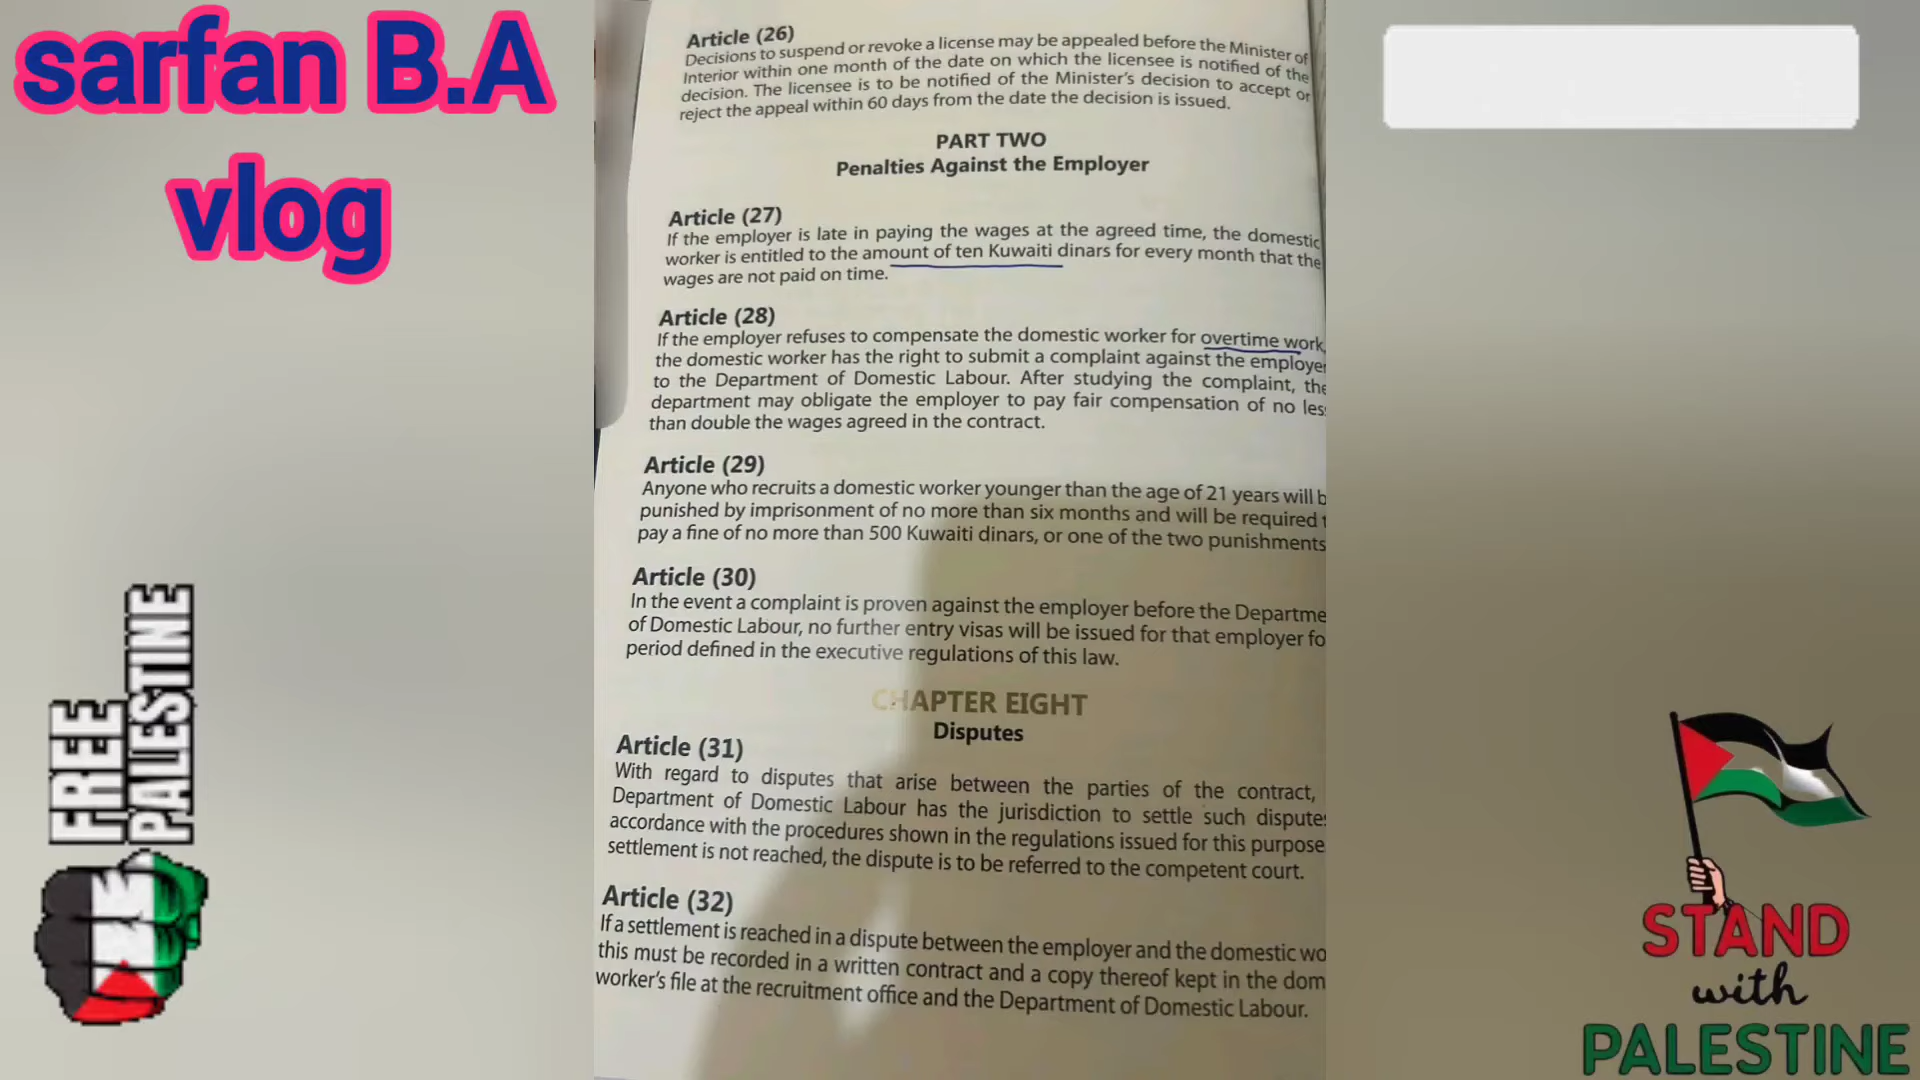 sarfan B.A
vlog
Article (26)
Decisions to suspend or revoke a license may be appealed before the Minister of
Interior within one month of the date on which the licensee is notified of the
decision. The licensee is to be notified of the Minister's decision to accept or
reject the appeal within 60 days from the date the decision is issued.
PART TWO
Penalties Against the Employer
Article (27)
If the employer is late in paying the wages at the agreed time, the domestic
worker is entitled to the amount of ten Kuwaiti dinars for every month that the
wages are not paid on time.
Article (28)
If the employer refuses to compensate the domestic worker for overtime work,
the domestic worker has the right to submit a complaint against the employer
to the Department of Domestic Labour. After studying the complaint, the
department may obligate the employer to pay fair compensation of no les
than double the wages agreed in the contract.
Article (29)
Anyone who recruits a domestic worker younger than the age of 21 years will b
punished by imprisonment of no more than six months and will be required t
pay a fine of no more than 500 Kuwaiti dinars, or one of the two punishments
Article (30)
In the event a complaint is proven against the employer before the Departme
of Domestic Labour, no further entry visas will be issued for that employer fo
period defined in the executive regulations of this law.
CHAPTER EIGHT
Disputes
Article (31)
With regard to disputes that arise between the parties of the contract,
Department of Domestic Labour has the jurisdiction to settle such disputes
accordance with the procedures shown in the regulations issued for this purpose
settlement is not reached, the dispute is to be referred to the competent court.
Article (32)
If a settlement is reached in a dispute between the employer and the domestic wo
this must be recorded in a written contract and a copy thereof kept in the dom
worker's file at the recruitment office and the Department of Domestic Labour.
FREE
PALESTINE
STAND
with
PALESTINE